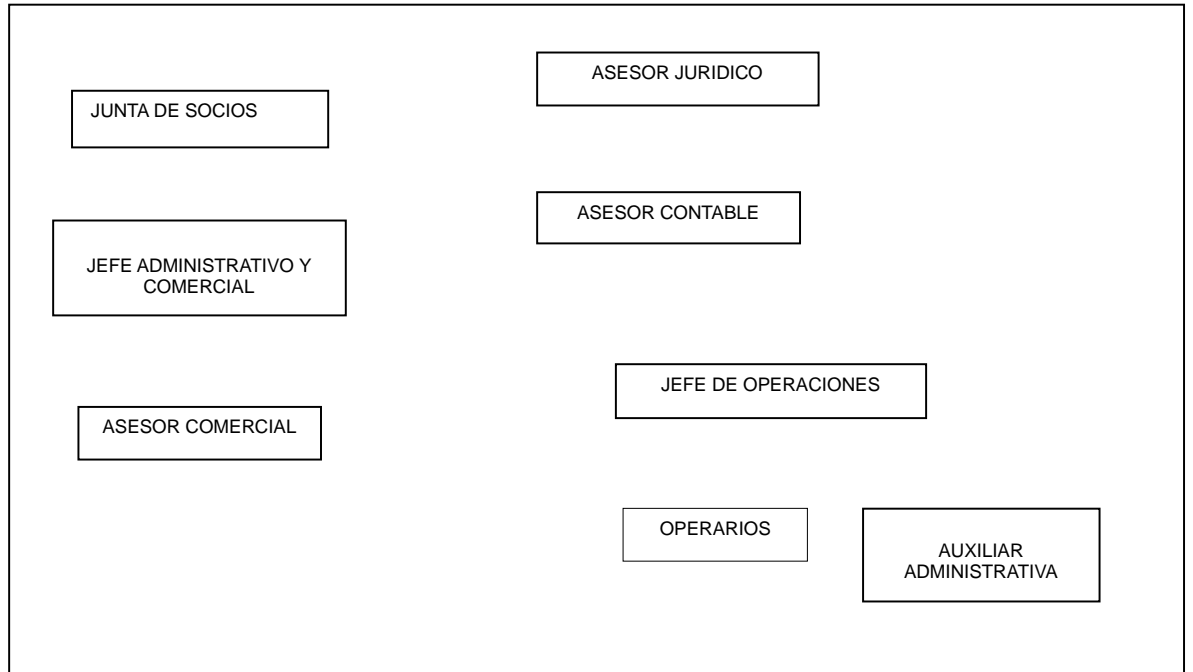 ASESOR JURIDICO
JUNTA DE SOCIOS
ASESOR CONTABLE
JEFE ADMINISTRATIVO Y
COMERCIAL
JEFE DE OPERACIONES
ASESOR COMERCIAL
OPERARIOS
AUXILIAR
ADMINISTRATIVA